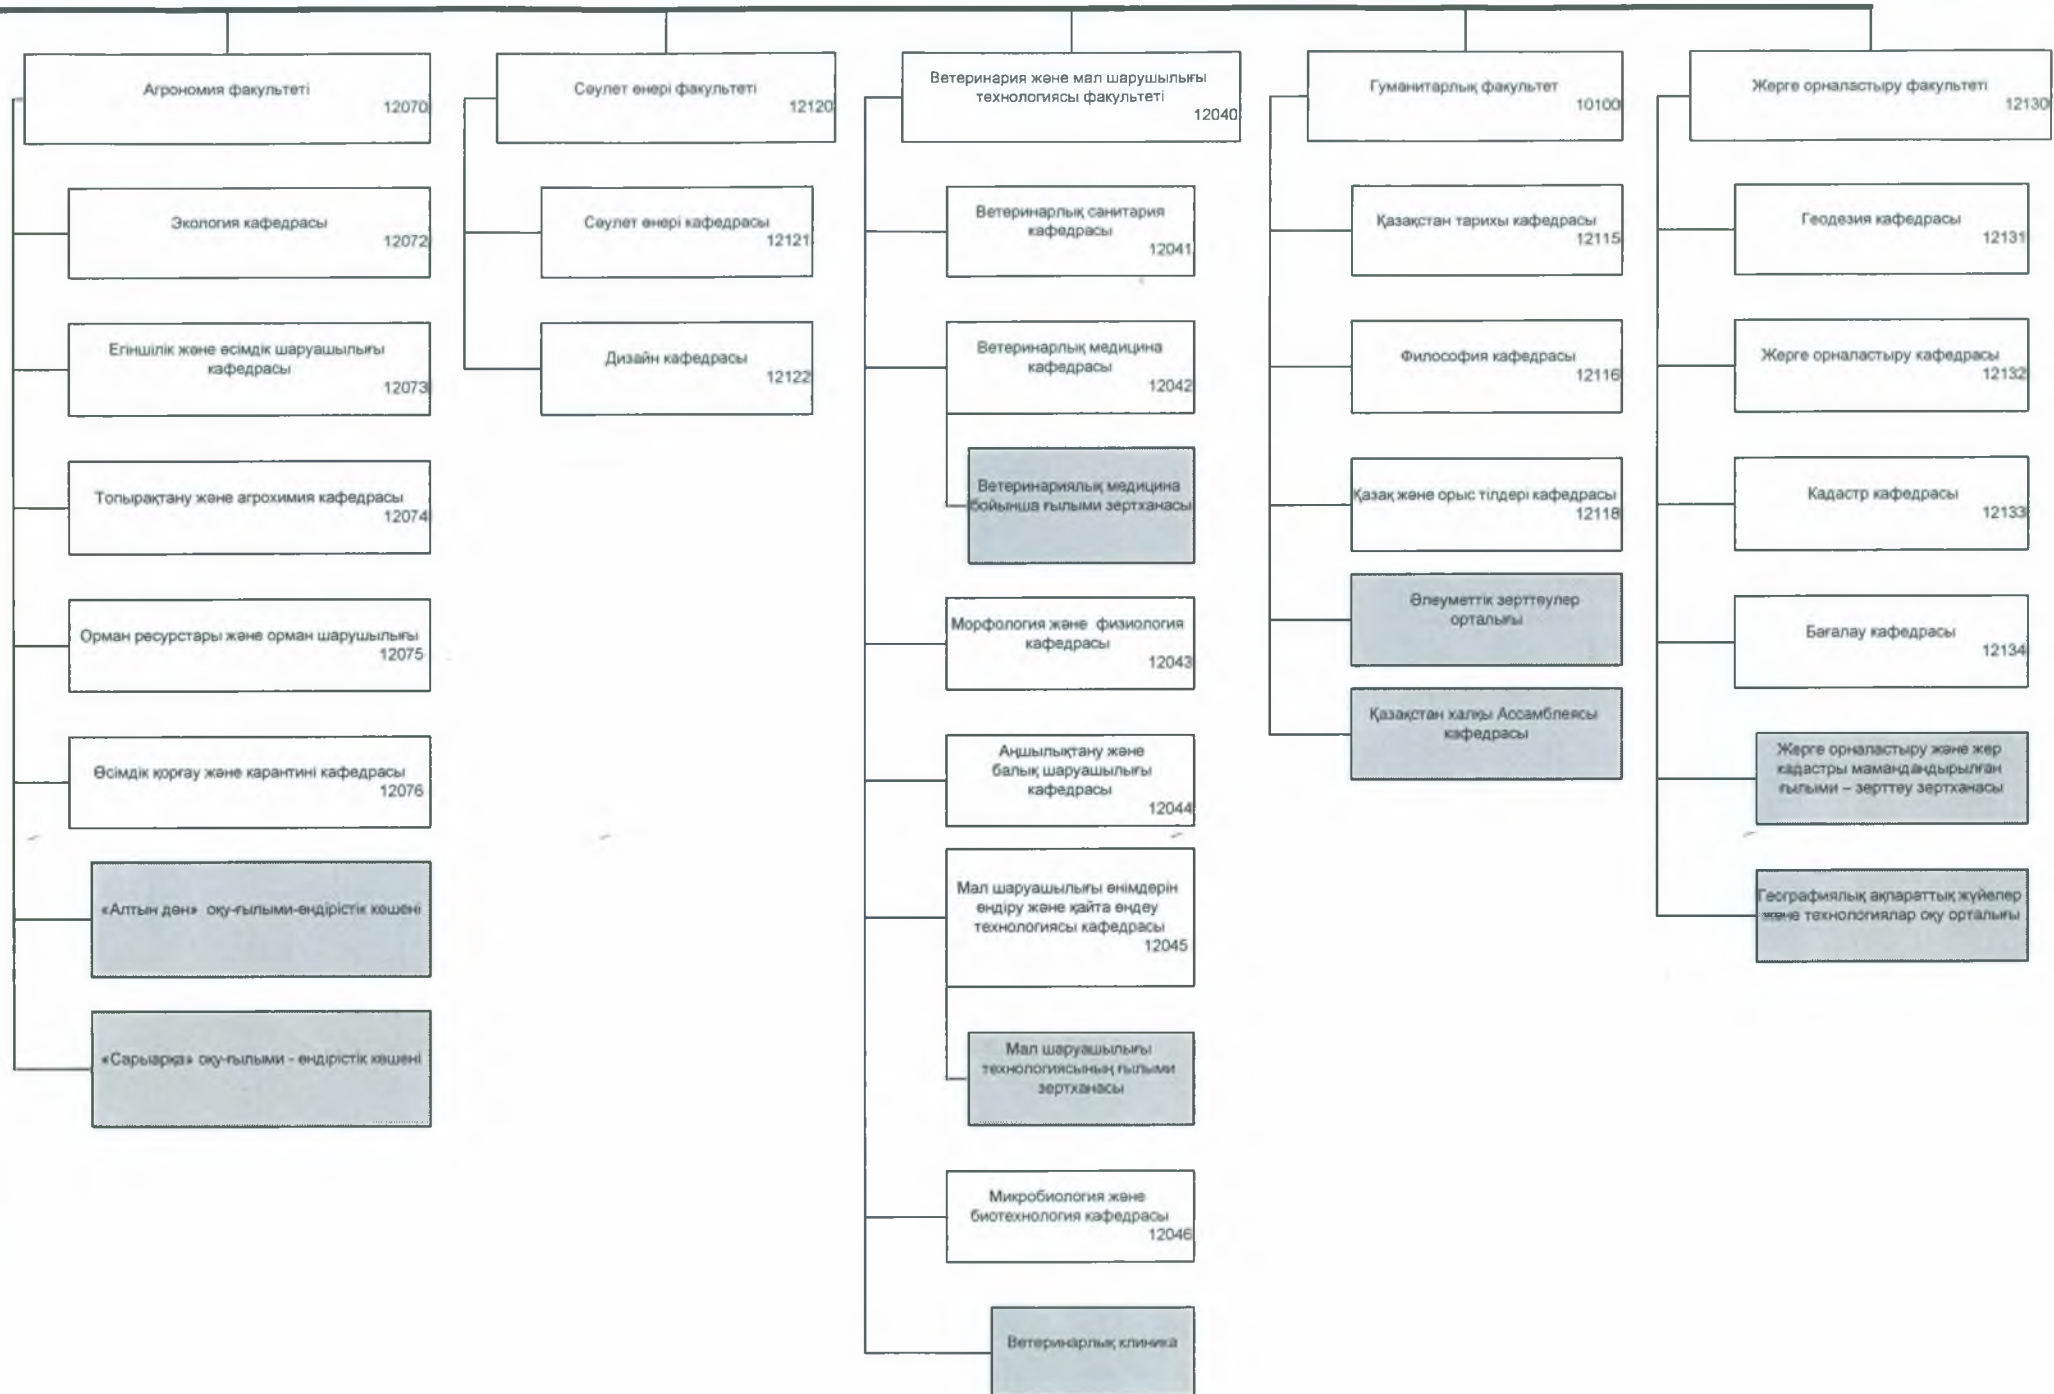 Агрономия факультеті
12070
Экология кафедрасы
12072
Егіншілік және өсімдік шаруашылығы
кафедрасы
12073
Топырақтану және агрохимия кафедрасы
12074
Орман ресурстары және орман шарушылығы
12075
Өсімдік қорғау және карантині кафедрасы
12076
«Алтын дән» оқу-ғылыми-өндірістік кешені
«Сарыарқа» оқу-ғылыми - өндірістік кешені
Сәулет өнері факультеті
12120
Сәулет өнері кафедрасы
12121
Дизайн кафедрасы
12122
Ветеринария және мал шарушылығы
технологиясы факультеті
12040
Ветеринарлық санитария
кафедрасы
12041
Ветеринарлық медицина
кафедрасы
12042
Ветеринариялық медицина
бойынша ғылыми зертханасы
Морфология және физиология
кафедрасы
12043
Аңшылықтану және
балық шаруашылығы
кафедрасы
12044
Мал шаруашылығы өнімдерін
өндіру және қайта өңдеу
технологиясы кафедрасы
12045
Мал шаруашылығы
технологиясының ғылыми
зертханасы
Микробиология және
биотехнология кафедрасы
12046
Ветеринарлық клиника
Гуманитарлық факультет
10100
Қазақстан тарихы кафедрасы
12115
Философия кафедрасы
12116
Қазақ және орыс тілдері кафедрасы
12118
Әлеуметтік зерттеулер
орталығы
Қазақстан халқы Ассамблеясы
кафедрасы
Жерге орналастыру факультеті
12130
Геодезия кафедрасы
12131
Жерге орналастыру кафедрасы
12132
Кадастр кафедрасы
12133
Бағалау кафедрасы
12134
Жерге орналастыру және жер
кадастры мамандандырылған
ғылыми – зерттеу зертханасы
Географиялық ақпараттық жүйелер
және технологиялар оқу орталығы